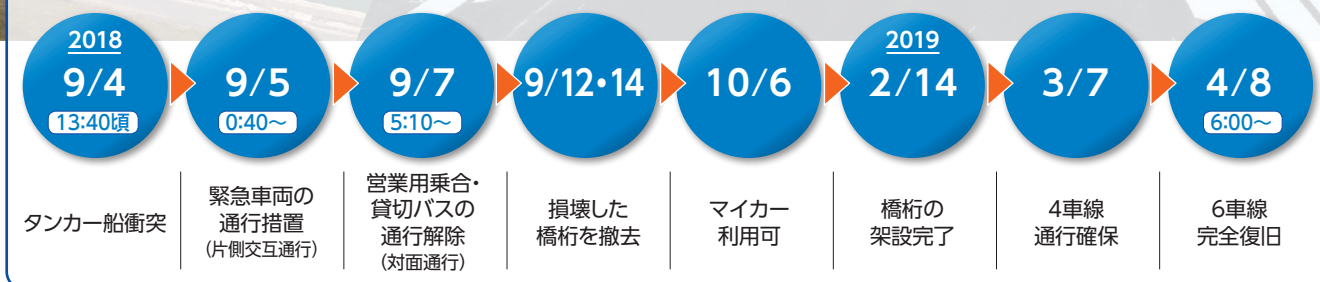 2018
9/4
13:40頃
タンカー船衝突
9/5
0:40～
緊急車両の
通行措置
(片側交互通行)
9/7
5:10～
営業用乗合・
貸切バスの
通行解除
(対面通行)
9/12・14
損壊した
橋桁を撤去
10/6
マイカー
利用可
2019
2/14
橋桁の
架設完了
3/7
4車線
通行確保
4/8
6:00～
6車線
完全復旧